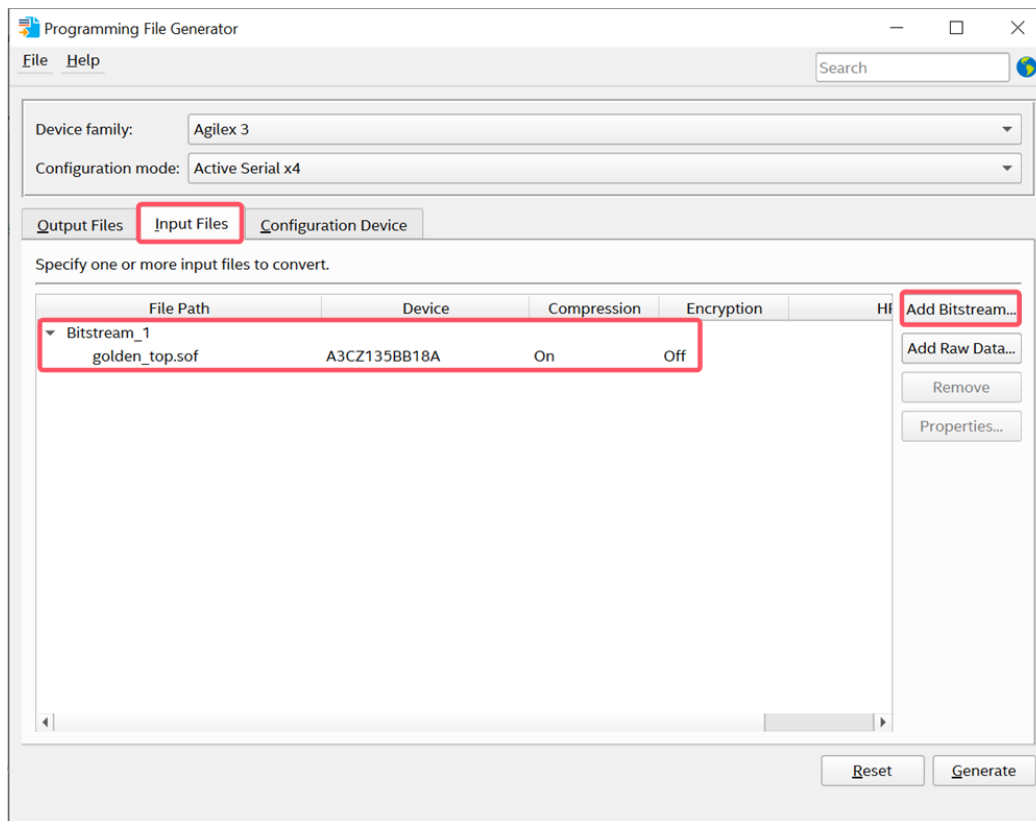 Programming File Generator
File Help
Search
Device family: Agilex 3
Configuration mode: Active Serial x4
Output Files Input Files Configuration Device
Specify one or more input files to convert.
File Path Device Compression Encryption
Add Bitstream...
Bitstream_1
golden_top.sof A3CZ135BB18A On Off
Add Raw Data...
Remove
Properties...
Reset Generate